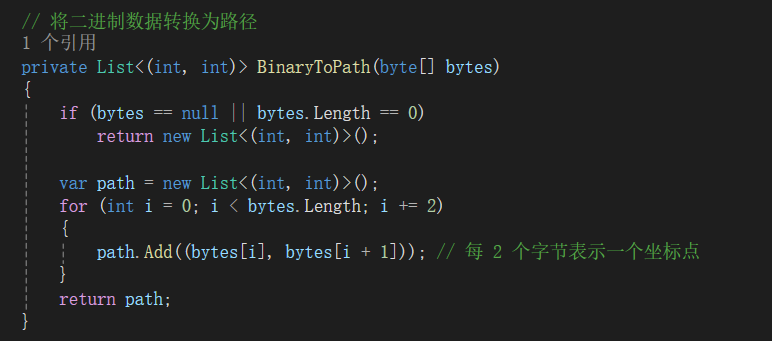 // 将二进制数据转换为路径
1 个引用
private List<(int, int)> BinaryToPath(byte[] bytes)
{
    if (bytes == null || bytes.Length == 0)
        return new List<(int, int)>();

    var path = new List<(int, int)>();
    for (int i = 0; i < bytes.Length; i += 2)
    {
        path.Add((bytes[i], bytes[i + 1])); // 每 2 个字节表示一个坐标点
    }
    return path;
}